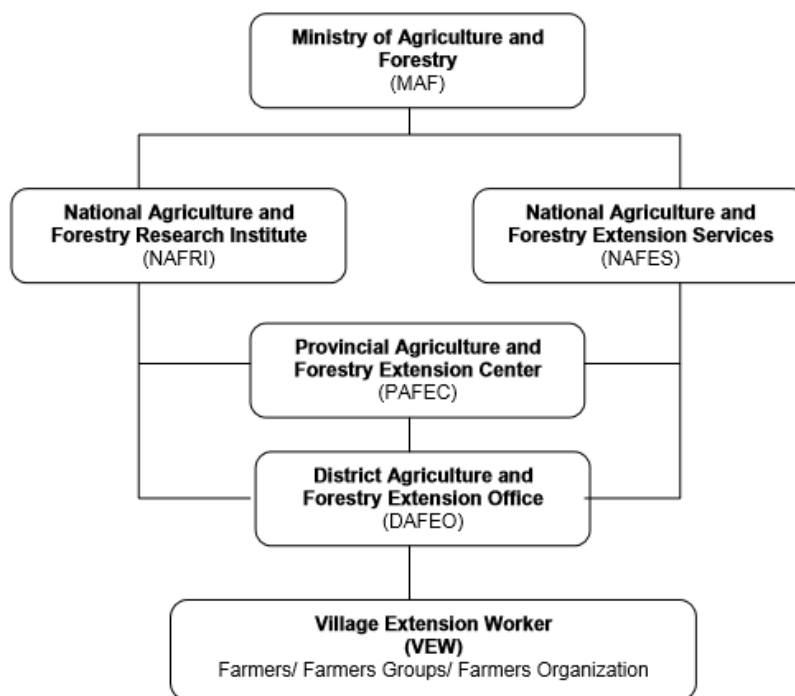 Ministry of Agriculture and
Forestry
(MAF)
National Agriculture and
Forestry Research Institute
(NAFRI)
National Agriculture and
Forestry Extension Services
(NAFES)
Provincial Agriculture and
Forestry Extension Center
(PAFEC)
District Agriculture and
Forestry Extension Office
(DAFEO)
Village Extension Worker
(VEW)
Farmers/ Farmers Groups/ Farmers Organization